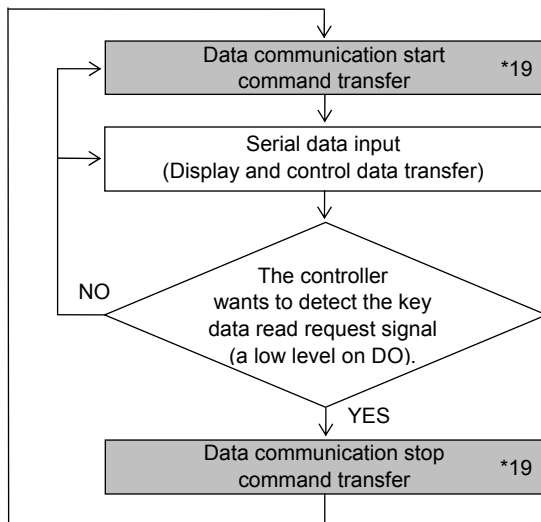 Data communication start
command transfer
*19
Serial data input
(Display and control data transfer)
The controller
wants to detect the key
data read request signal
(a low level on DO).
NO
YES
Data communication stop
command transfer
*19